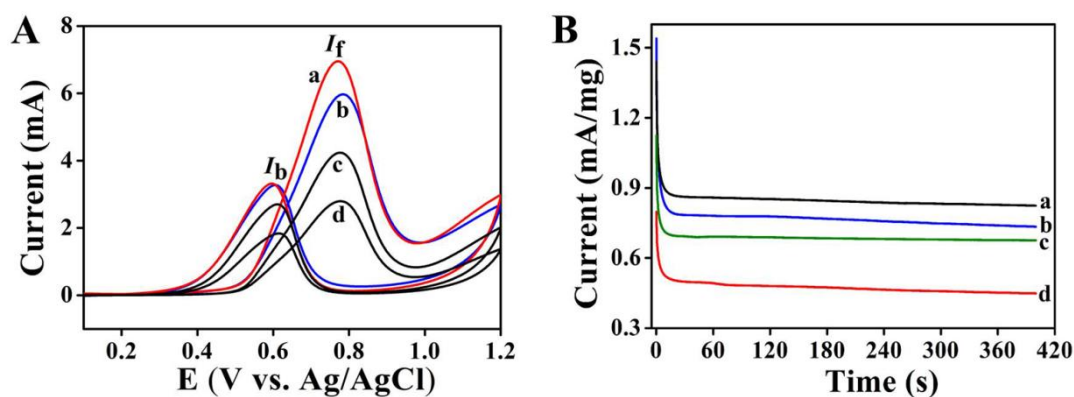 A
8
6
4
2
0
Current (mA)
I_f
a
b
I_b
c
d
0.2 0.4 0.6 0.8 1.0 1.2
E (V vs. Ag/AgCl)
B
1.5
1.2
0.9
0.6
0.3
Current (mA/mg)
a
b
c
d
0 60 120 180 240 300 360 420
Time (s)